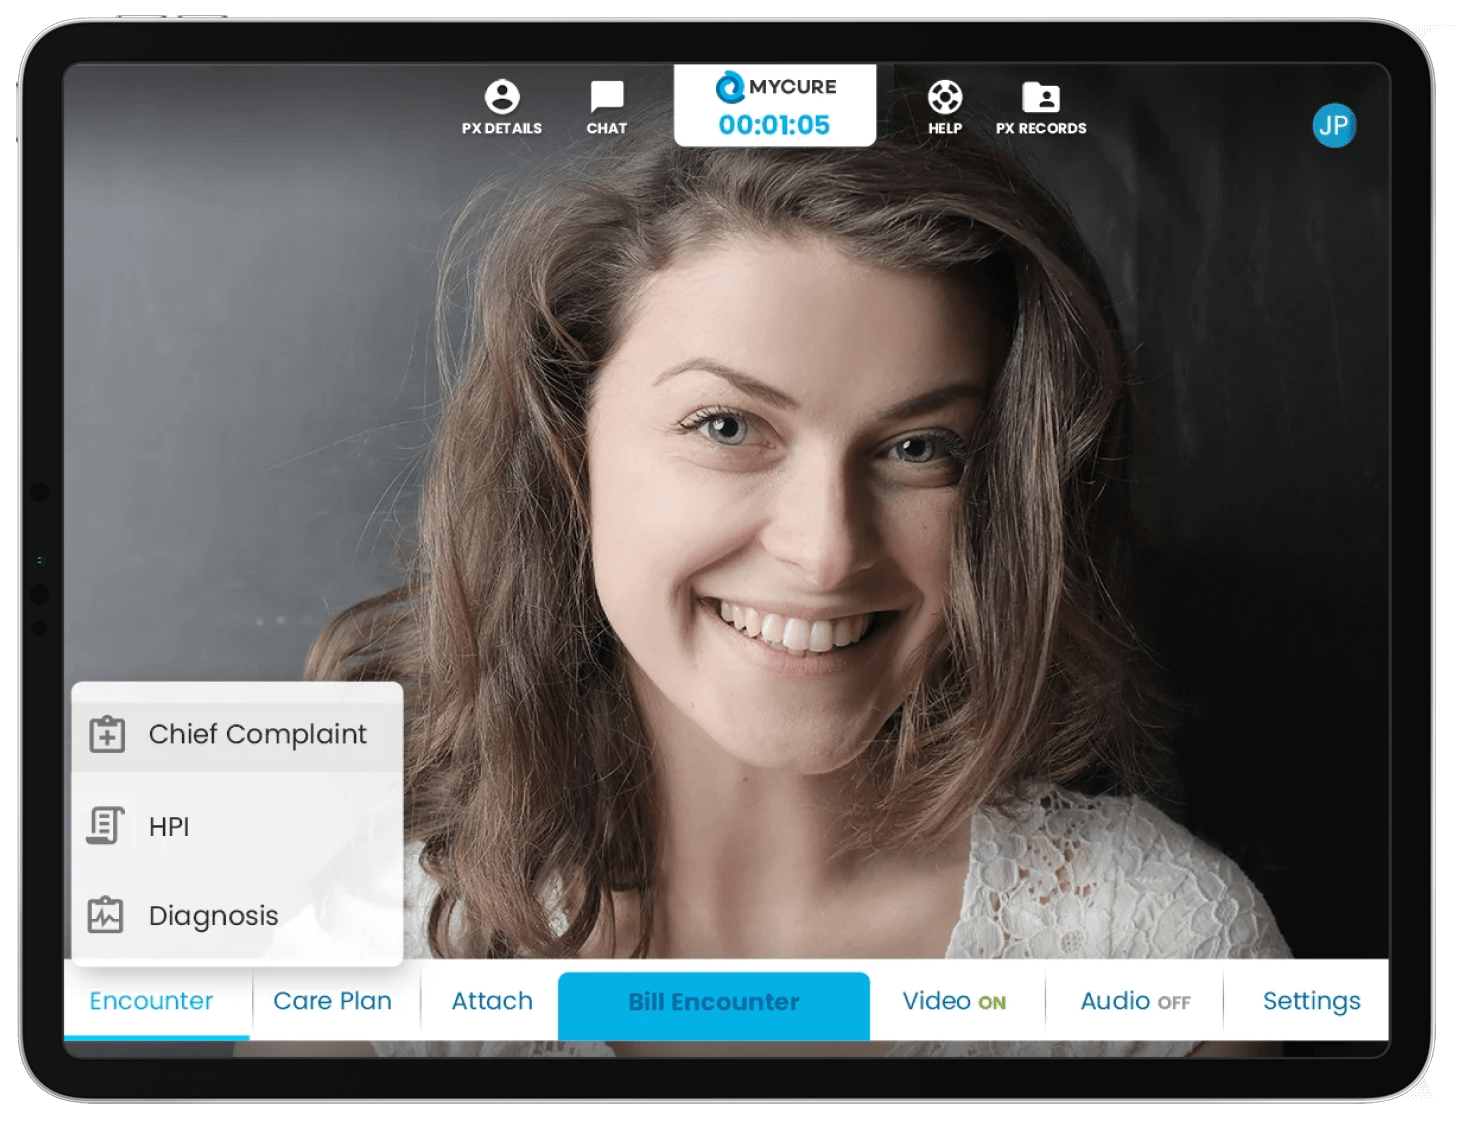 PX DETAILS
CHAT
MYCURE
00:01:05
HELP
PX RECORDS
JP
Chief Complaint
HPI
Diagnosis
Encounter
Care Plan
Attach
Bill Encounter
Video ON
Audio OFF
Settings